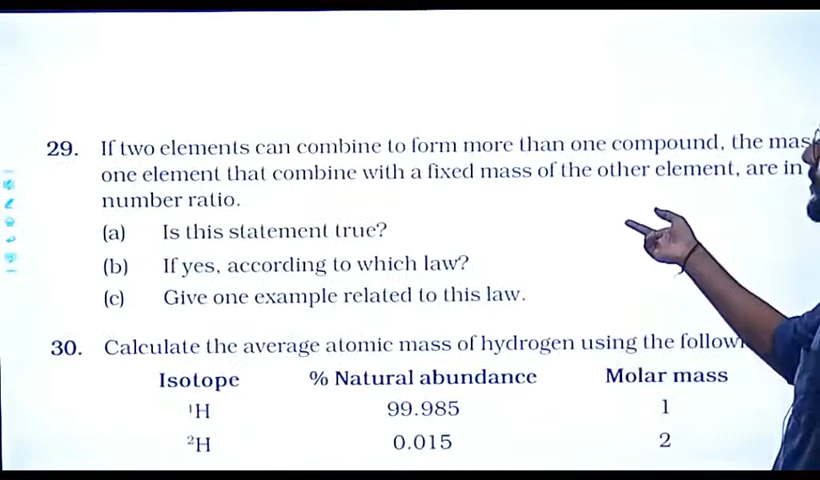 29. If two elements can combine to form more than one compound, the
one element that combine with a fixed mass of the other element, are in
number ratio.
(a) Is this statement true?
(b) If yes, according to which law?
(c) Give one example related to this law.
30. Calculate the average atomic mass of hydrogen using the
Isotope % Natural abundance Molar mass
¹H 99.985 1
²H 0.015 2